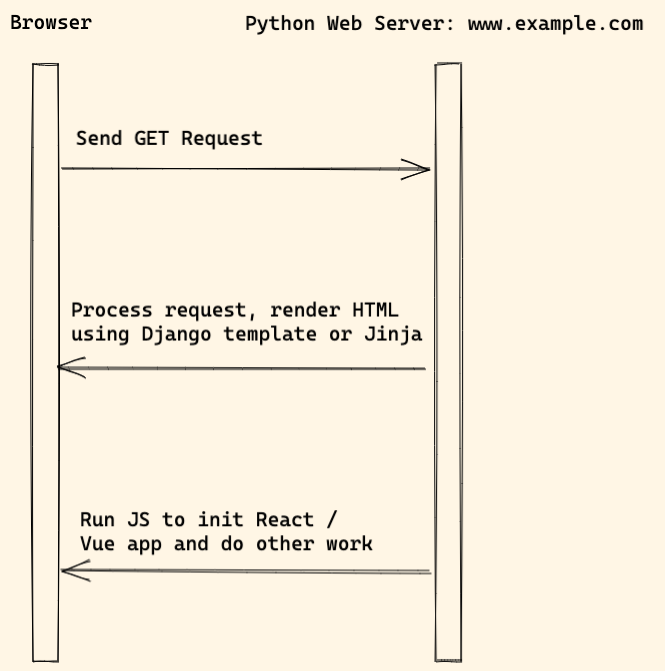 Browser
Python Web Server: www.example.com
Send GET Request
Process request, render HTML
using Django template or Jinja
Run JS to init React /
Vue app and do other work